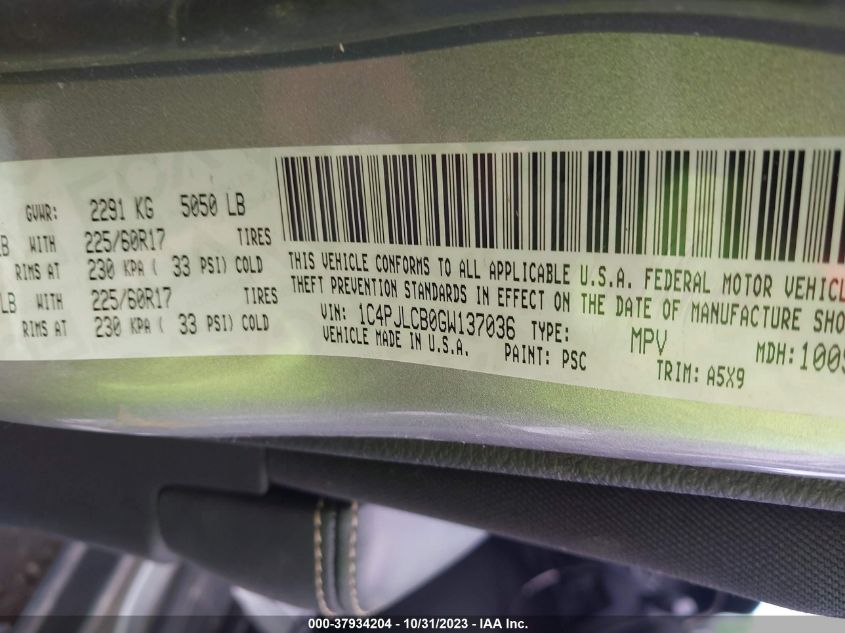 GVWR: 2291 KG 5050 LB
LB WITH 225/60R17 TIRES
RIMS AT 230 KPA ( 33 PSI) COLD
LB WITH 225/60R17 TIRES
RIMS AT 230 KPA ( 33 PSI) COLD
THIS VEHICLE CONFORMS TO ALL APPLICABLE U.S.A. FEDERAL MOTOR VEHICL
THEFT PREVENTION STANDARDS IN EFFECT ON THE DATE OF MANUFACTURE SHO
VIN: 1C4PJLCB0GW137036 TYPE: MPV MDH: 1009
VEHICLE MADE IN U.S.A. PAINT: PSC TRIM: A5X9
000-37934204 - 10/31/2023 - IAA Inc.